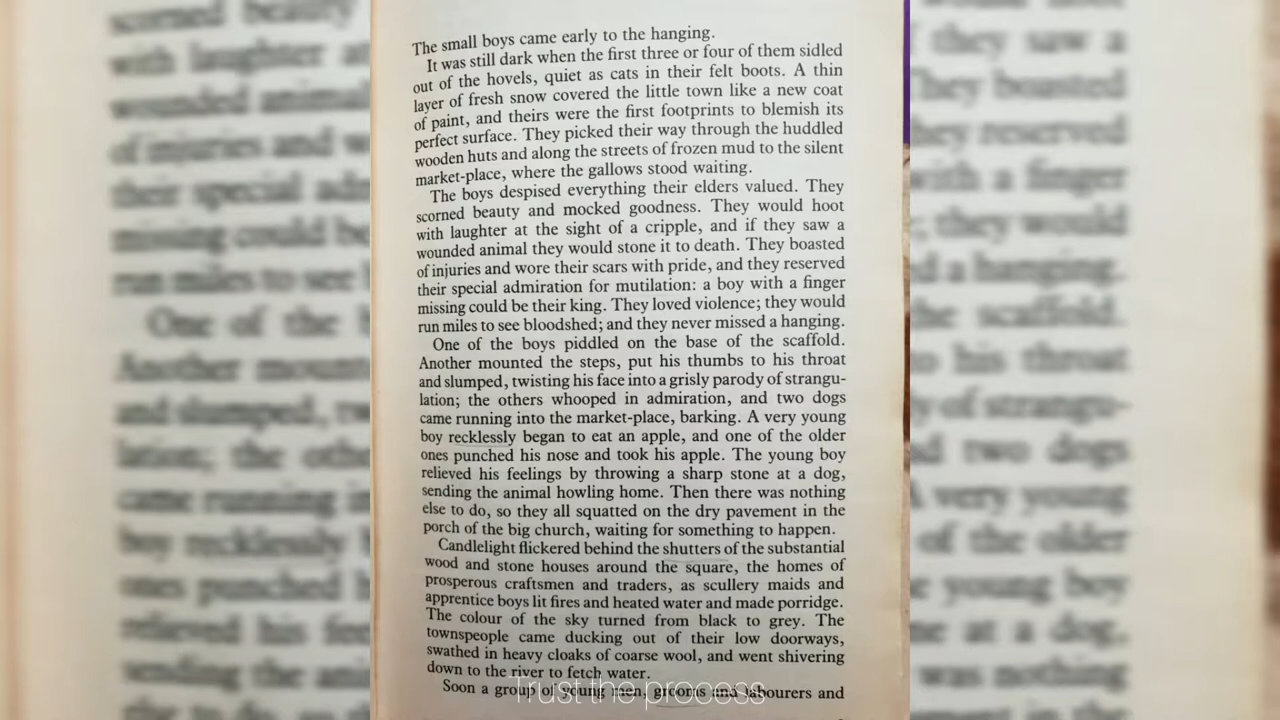 The small boys came early to the hanging.
It was still dark when the first three or four of them sidled
out of the hovels, quiet as cats in their felt boots. A thin
layer of fresh snow covered the little town like a new coat
of paint, and theirs were the first footprints to blemish its
perfect surface. They picked their way through the huddled
wooden huts and along the streets of frozen mud to the silent
market-place, where the gallows stood waiting.
The boys despised everything their elders valued. They
scorned beauty and mocked goodness. They would hoot
with laughter at the sight of a cripple, and if they saw a
wounded animal they would stone it to death. They boasted
of injuries and wore their scars with pride, and they reserved
their special admiration for mutilation: a boy with a finger
missing could be their king. They loved violence; they would
run miles to see bloodshed; and they never missed a hanging.
One of the boys piddled on the base of the scaffold.
Another mounted the steps, put his thumbs to his throat
and slumped, twisting his face into a grisly parody of strangu-
lation; the others whooped in admiration, and two dogs
came running into the market-place, barking. A very young
boy recklessly began to eat an apple, and one of the older
ones punched his nose and took his apple. The young boy
relieved his feelings by throwing a sharp stone at a dog,
sending the animal howling home. Then there was nothing
else to do, so they all squatted on the dry pavement in the
porch of the big church, waiting for something to happen.
Candlelight flickered behind the shutters of the substantial
wood and stone houses around the square, the homes of
prosperous craftsmen and traders, as scullery maids and
apprentice boys lit fires and heated water and made porridge.
The colour of the sky turned from black to grey. The
townspeople came ducking out of their low doorways,
swathed in heavy cloaks of coarse wool, and went shivering
down to the river to fetch water.
Soon a group of young men, grooms and labourers and
Trust the process